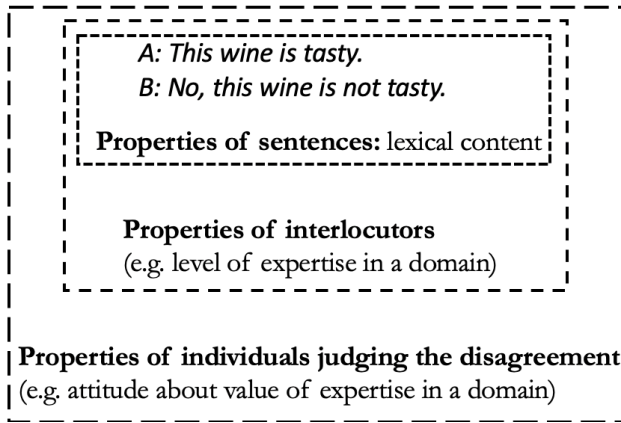 A: This wine is tasty.
B: No, this wine is not tasty.
Properties of sentences: lexical content
Properties of interlocutors
(e.g. level of expertise in a domain)
Properties of individuals judging the disagreement
(e.g. attitude about value of expertise in a domain)